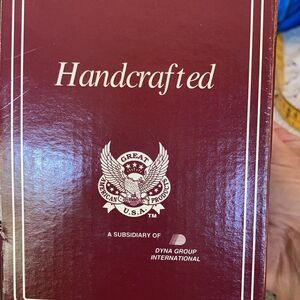 Handcrafted
GREAT
AMERICAN PRODUCTS
U.S.A.
TM
A SUBSIDIARY OF
DYNA GROUP
INTERNATIONAL